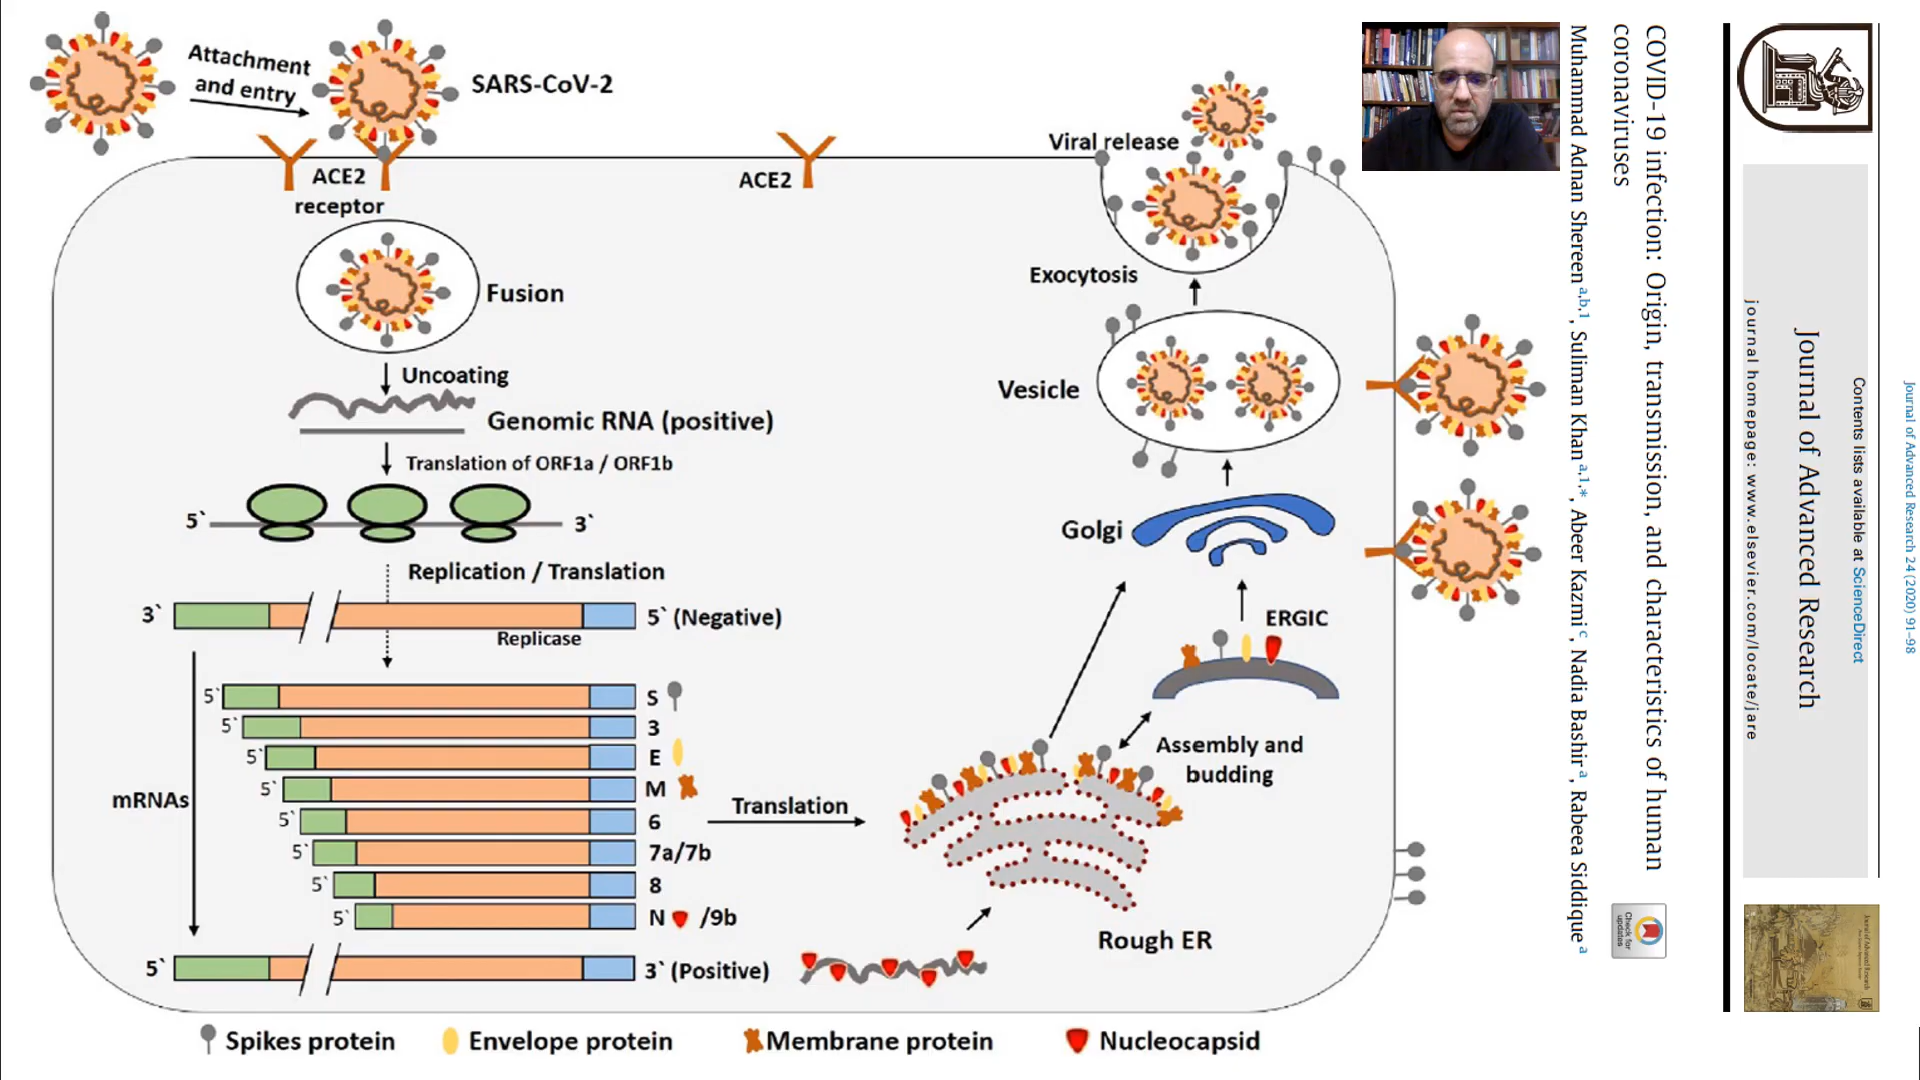 Attachment
and entry
SARS-CoV-2
ACE2
receptor
ACE2
Viral release
Fusion
Exocytosis
Uncoating
Vesicle
Genomic RNA (positive)
Translation of ORF1a / ORF1b
5` 3`
Golgi
Replication / Translation
3` 5` (Negative)
Replicase
ERGIC
5` S
5` 3
5` E
5` M
5` 6
5` 7a/7b
5` 8
5` N /9b
mRNAs
Translation
Assembly and
budding
Rough ER
5` 3` (Positive)
Spikes protein Envelope protein Membrane protein Nucleocapsid
Journal of Advanced Research 24 (2020) 91–98
Contents lists available at ScienceDirect
Journal of Advanced Research
journal homepage: www.elsevier.com/locate/jare
COVID-19 infection: Origin, transmission, and characteristics of human
coronaviruses
Muhammad Adnan Shereen a,b,1, Suliman Khan a,1,*, Abeer Kazmi c, Nadia Bashir a, Rabeea Siddique a
Check for
updates